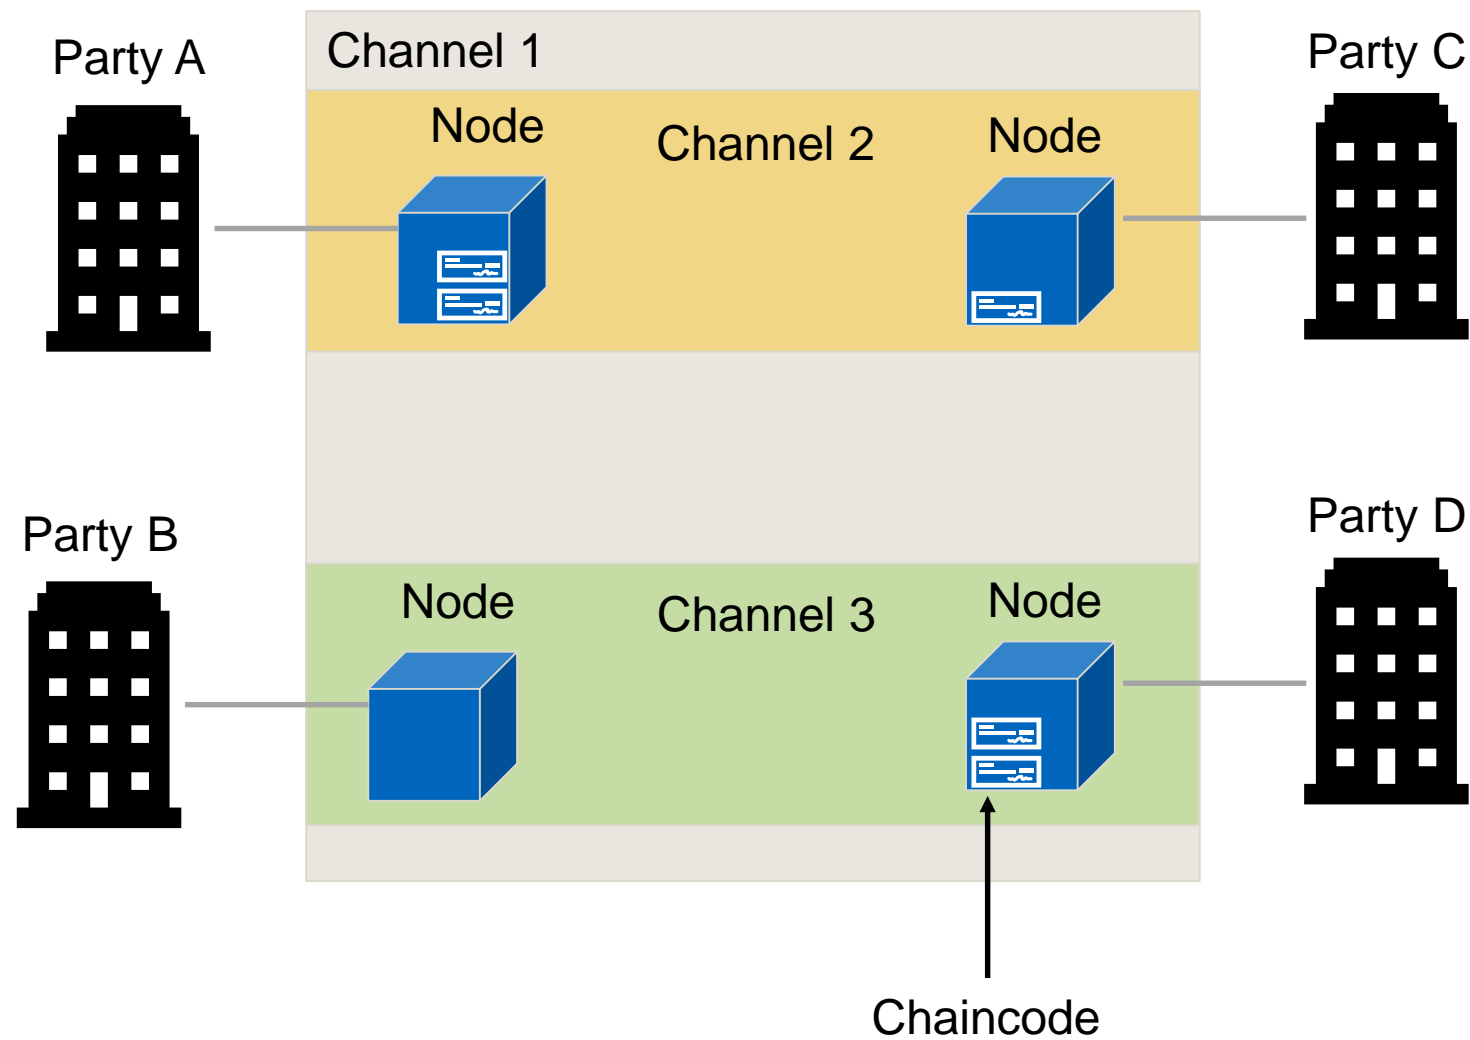 Party A
Channel 1
Party C
Node
Channel 2
Node
Party B
Party D
Node
Channel 3
Node
Chaincode